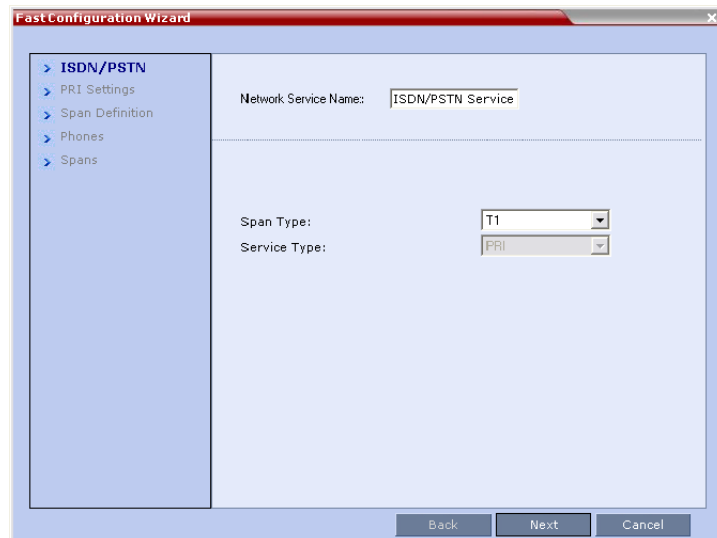 Fast Configuration Wizard
ISDN/PSTN
PRI Settings
Span Definition
Phones
Spans
Network Service Name:: ISDN/PSTN Service
Span Type: T1
Service Type: PRI
Back Next Cancel